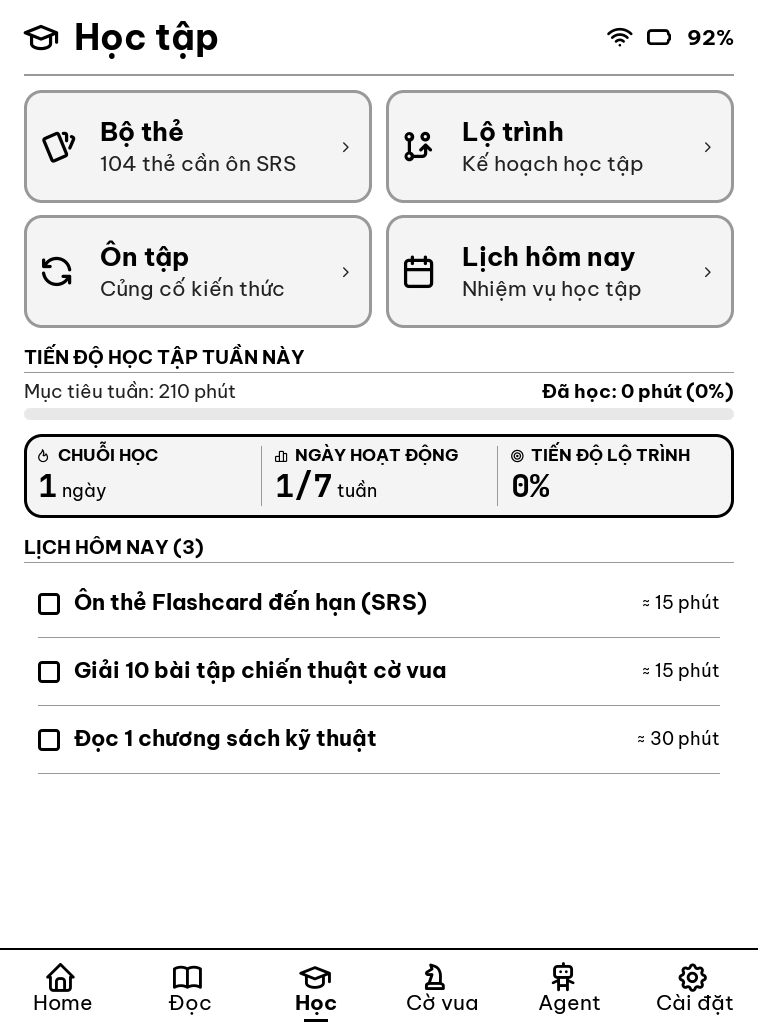 Học tập
92%
Bộ thẻ
104 thẻ cần ôn SRS
Lộ trình
Kế hoạch học tập
Ôn tập
Củng cố kiến thức
Lịch hôm nay
Nhiệm vụ học tập
TIẾN ĐỘ HỌC TẬP TUẦN NÀY
Mục tiêu tuần: 210 phút
Đã học: 0 phút (0%)
CHUỖI HỌC
1 ngày
NGÀY HOẠT ĐỘNG
1/7 tuần
TIẾN ĐỘ LỘ TRÌNH
0%
LỊCH HÔM NAY (3)
Ôn thẻ Flashcard đến hạn (SRS)
≈ 15 phút
Giải 10 bài tập chiến thuật cờ vua
≈ 15 phút
Đọc 1 chương sách kỹ thuật
≈ 30 phút
Home
Đọc
Học
Cờ vua
Agent
Cài đặt